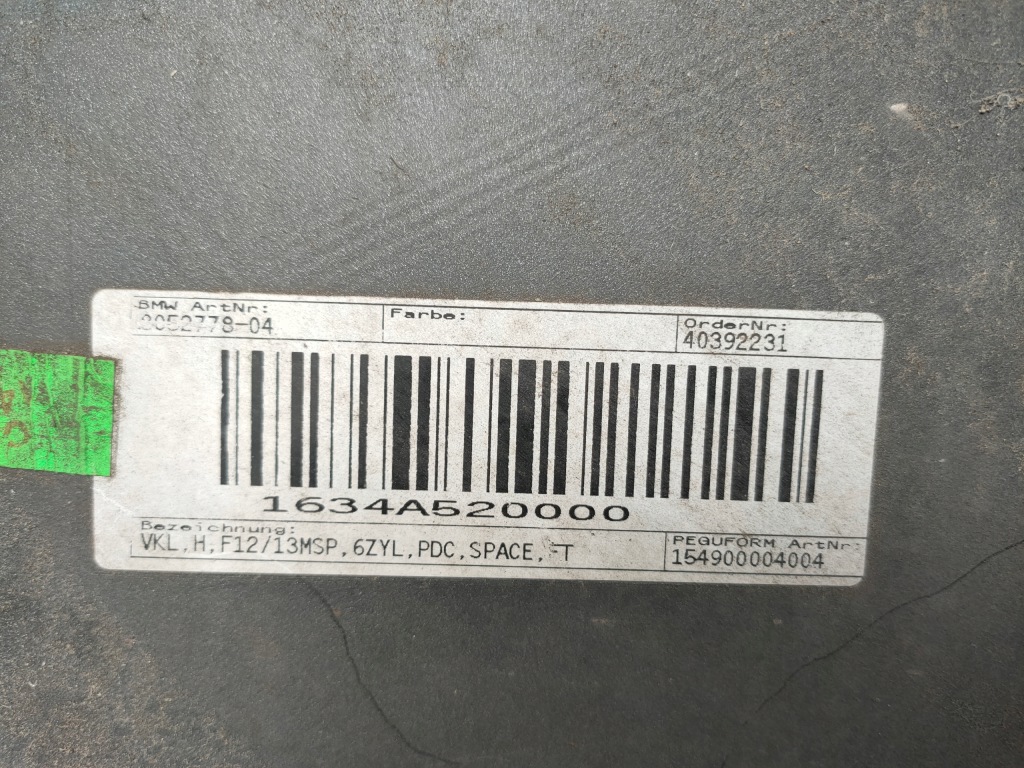 BMW ArtNr:
8052778-04
Farbe:
OrderNr:
40392231
1634A520000
Bezeichnung:
VKL,H,F12/13MSP,6ZYL,PDC,SPACE,
PEGUFORM ArtNr:
154900004004